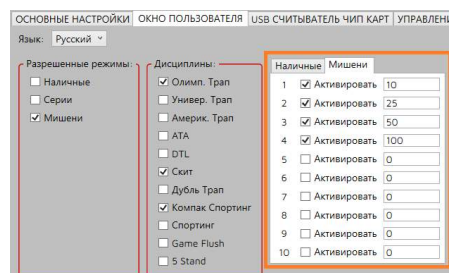 ОСНОВНЫЕ НАСТРОЙКИ ОКНО ПОЛЬЗОВАТЕЛЯ USB СЧИТЫВАТЕЛЬ ЧИП КАРТ УПРАВЛЕНИ
Язык: Русский
Разрешенные режимы:
Наличные
Серии
Мишени
Дисциплины:
Олимп. Трап
Универ. Трап
Америк. Трап
ATA
DTL
Скит
Дубль Трап
Компак Спортинг
Спортинг
Game Flush
5 Stand
Наличные Мишени
1 Активировать 10
2 Активировать 25
3 Активировать 50
4 Активировать 100
5 Активировать 0
6 Активировать 0
7 Активировать 0
8 Активировать 0
9 Активировать 0
10 Активировать 0